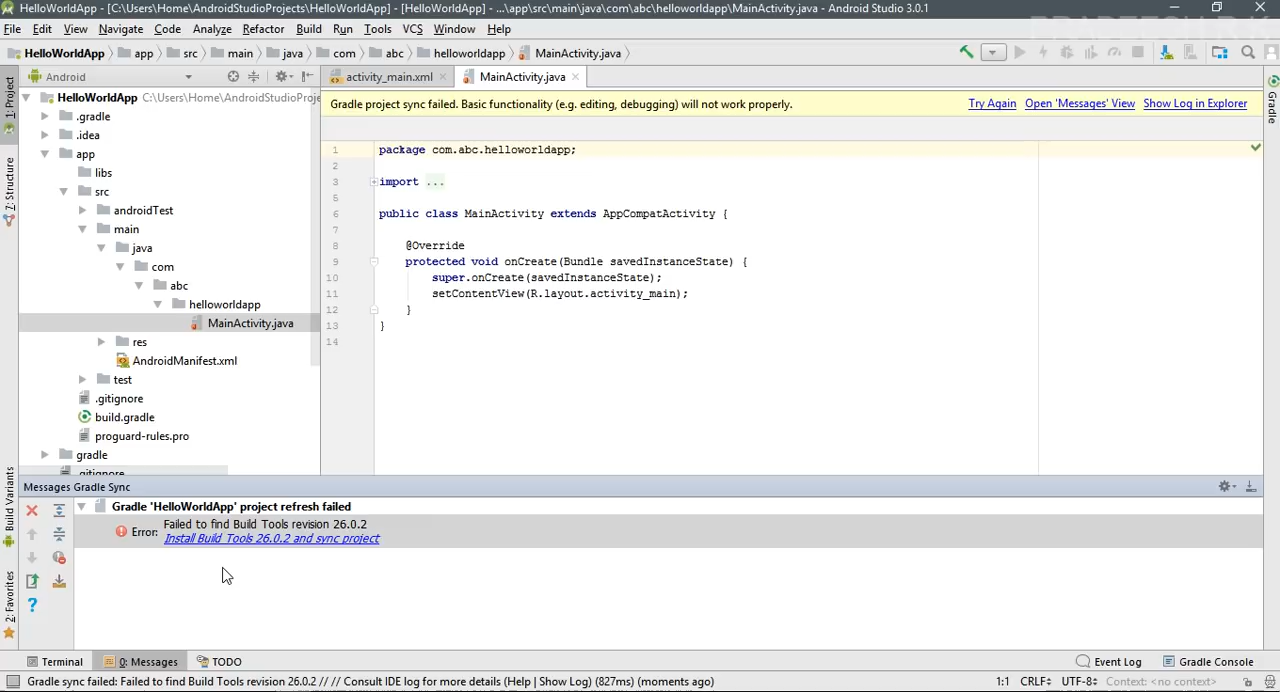 HelloWorldApp - [C:\Users\Home\AndroidStudioProjects\HelloWorldApp] - [HelloWorldApp] - ...\app\src\main\java\com\abc\helloworldapp\MainActivity.java - Android Studio 3.0.1
File Edit View Navigate Code Analyze Refactor Build Run Tools VCS Window Help
HelloWorldApp app src main java com abc helloworldapp MainActivity.java
Android
activity_main.xml MainActivity.java
1: Project
7: Structure
Build Variants
2: Favorites
Gradle
HelloWorldApp C:\Users\Home\AndroidStudioProje
.gradle
.idea
app
libs
src
androidTest
main
java
com
abc
helloworldapp
MainActivity.java
res
AndroidManifest.xml
test
.gitignore
build.gradle
proguard-rules.pro
gradle
.gitignore
Gradle project sync failed. Basic functionality (e.g. editing, debugging) will not work properly. Try Again Open 'Messages' View Show Log in Explorer
1 package com.abc.helloworldapp;
2
3 import ...
5
6 public class MainActivity extends AppCompatActivity {
7
8 @Override
9 protected void onCreate(Bundle savedInstanceState) {
10 super.onCreate(savedInstanceState);
11 setContentView(R.layout.activity_main);
12 }
13 }
14
Messages Gradle Sync
Gradle 'HelloWorldApp' project refresh failed
Error: Failed to find Build Tools revision 26.0.2
Install Build Tools 26.0.2 and sync project
Terminal 0: Messages TODO Event Log Gradle Console
Gradle sync failed: Failed to find Build Tools revision 26.0.2 // // Consult IDE log for more details (Help | Show Log) (827ms) (moments ago) 1:1 CRLF UTF-8 Context: <no context>